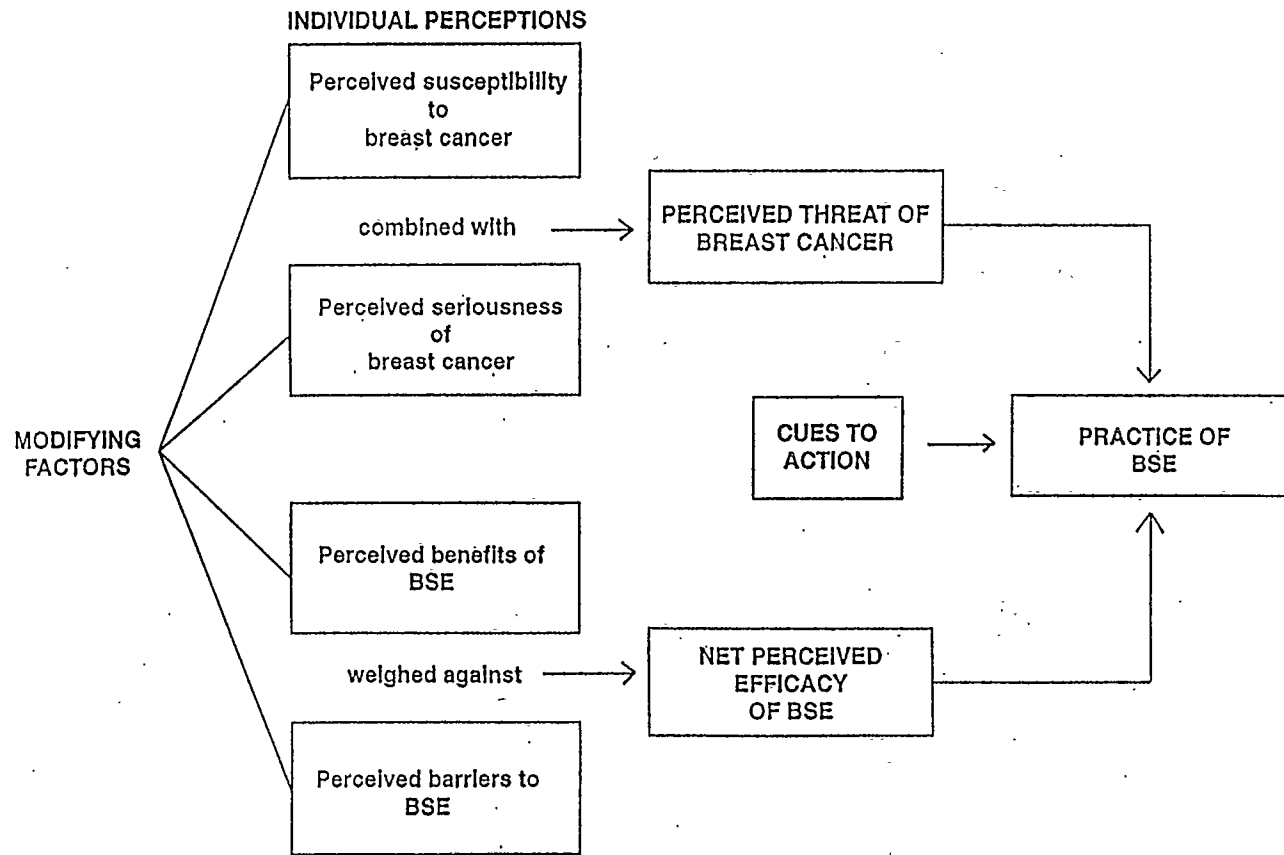 INDIVIDUAL PERCEPTIONS
Perceived susceptibility
to
breast cancer
combined with
PERCEIVED THREAT OF
BREAST CANCER
Perceived seriousness
of
breast cancer
MODIFYING
FACTORS
CUES TO
ACTION
PRACTICE OF
BSE
Perceived benefits of
BSE
weighed against
NET PERCEIVED
EFFICACY
OF BSE
Perceived barriers to
BSE